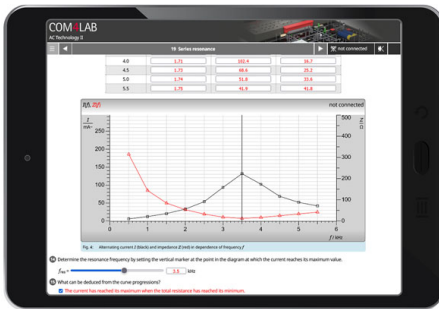 COM4LAB
AC Technology II
19 Series resonance
not connected
4.0 1.71 102.4 16.7
4.5 1.73 68.6 25.2
5.0 1.74 51.8 33.6
5.5 1.75 41.9 41.8
I(f), Z(f) not connected
I
mA
Z
Ω
250
200
150
100
50
0
500
400
300
200
100
0
0 1 2 3 4 5 6
f / kHz
Fig. 4. Alternating current I (black) and impedance Z (red) in dependence of frequency f
Determine the resonance frequency by setting the vertical marker at the point in the diagram at which the current reaches its maximum value.
fres = 3.5 kHz
What can be deducted from the curve progressions?
The current has reached its maximum when the total resistance has reached its minimum.